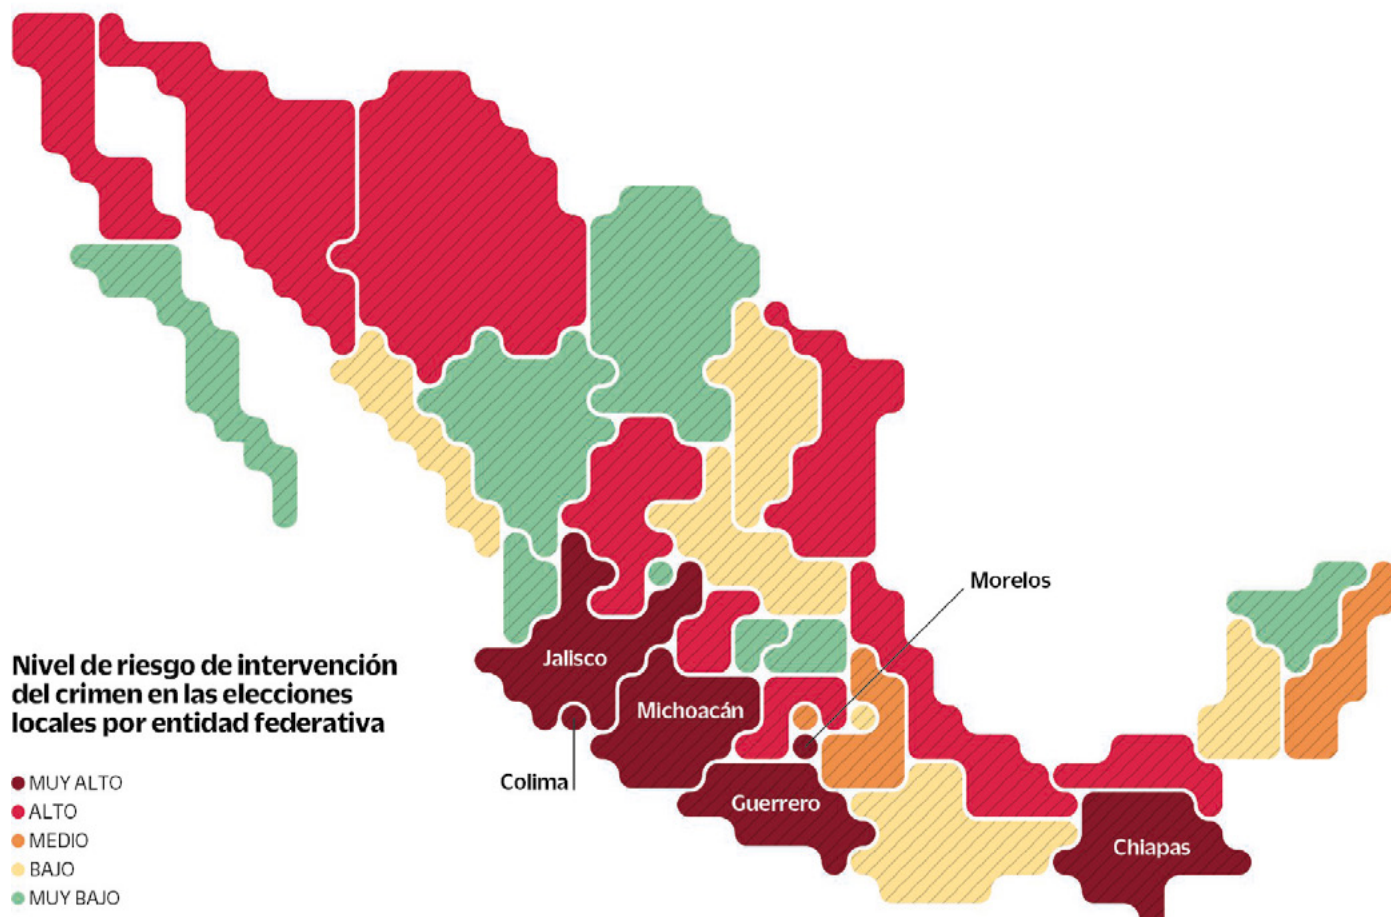 Morelos
Jalisco
Nivel de riesgo de intervención
del crimen en las elecciones
locales por entidad federativa
Michoacán
MUY ALTO
Colima
ALTO
Guerrero
MEDIO
Chiapas
BAJO
MUY BAJO